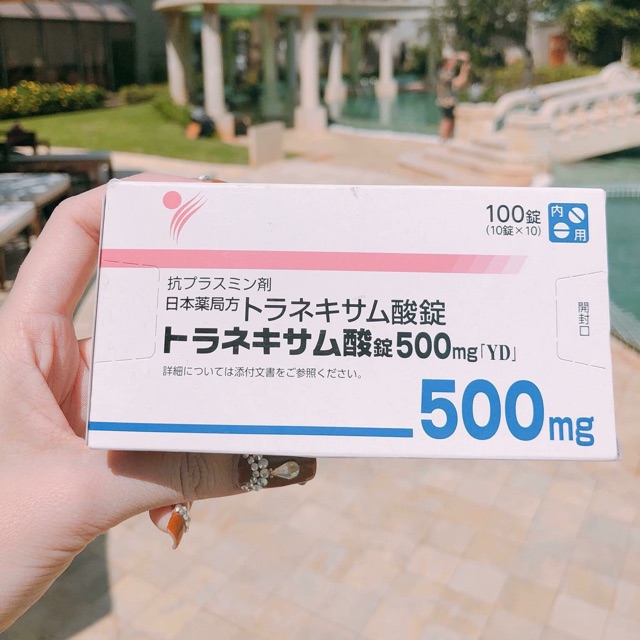 100錠
(10錠×10)
内
用
抗プラスミン剤
日本薬局方 トラネキサム酸錠
トラネキサム酸錠500mg「YD」
詳細については添付文書をご参照ください。
500mg
開封口